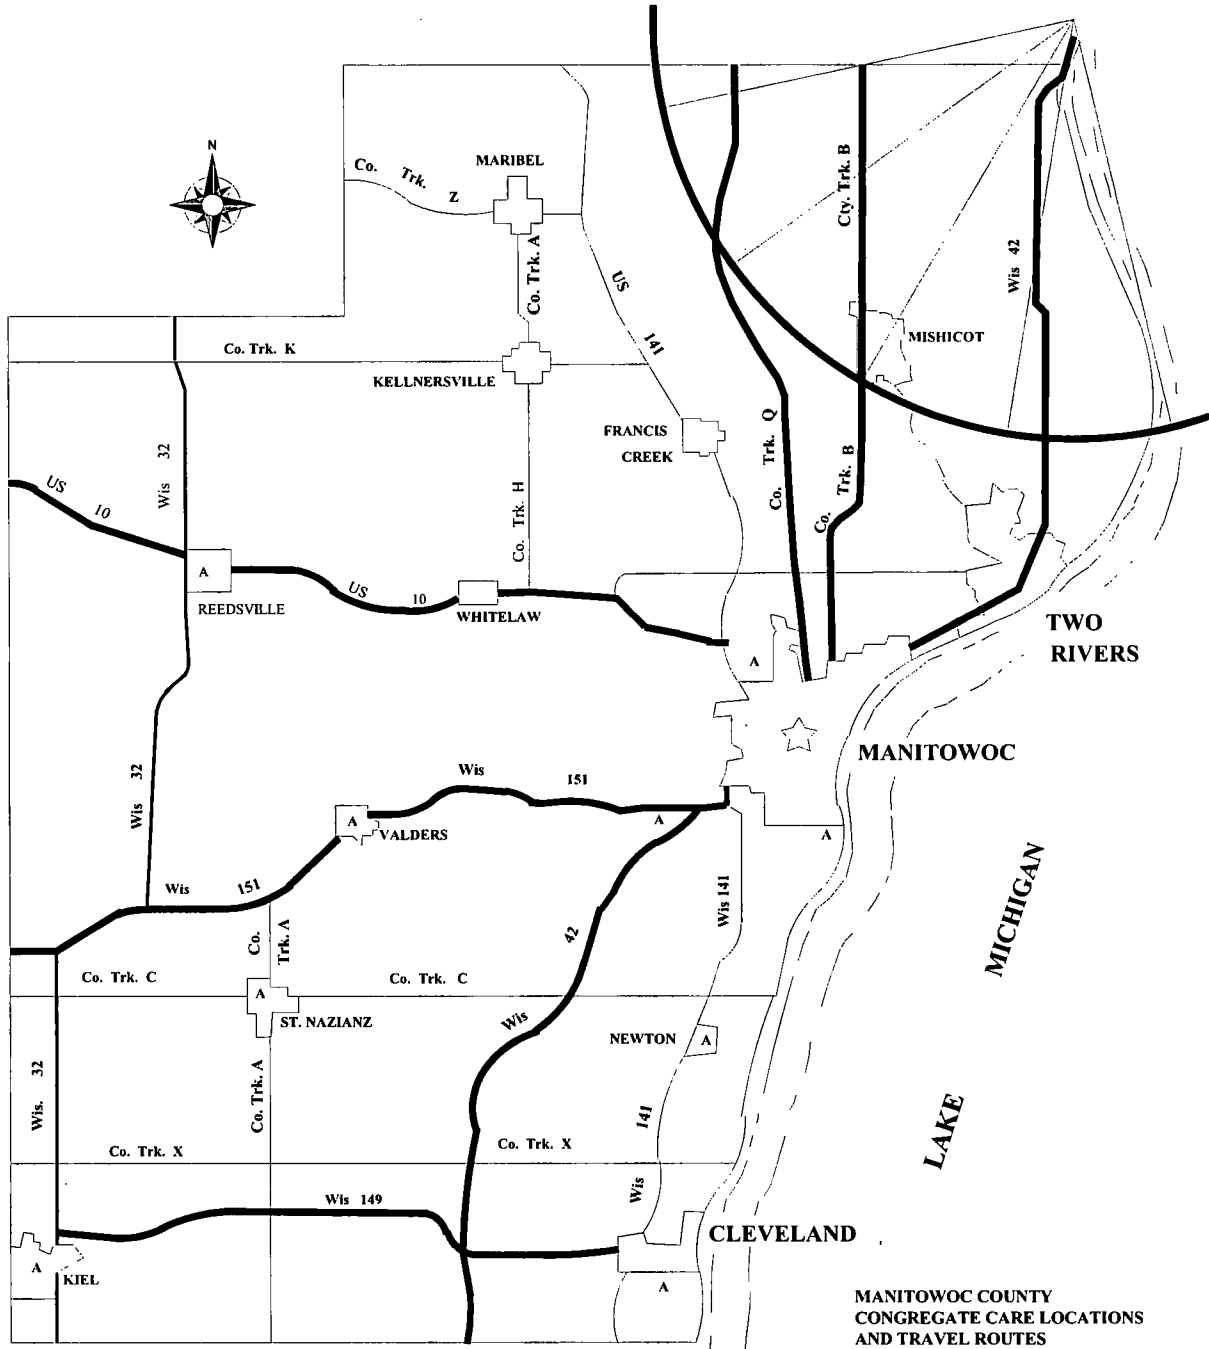 N
MARIBEL
Co. Trk. Z
Co. Trk. A
Cty. Trk. B
US
141
Wis 42
MISHICOT
Co. Trk. K
KELLNERSVILLE
FRANCIS
CREEK
Co. Trk. Q
Co. Trk. B
Wis 32
US 10
Co. Trk H
A
REEDSVILLE
US 10
WHITELAW
TWO
RIVERS
A
MANITOWOC
Wis 32
Wis 151
A
VALDERS
A
A
Wis 151
Wis 141
Co. Trk. A
42
MICHIGAN
Co. Trk. C
Co. Trk. C
A
ST. NAZIANZ
Wis
NEWTON
A
Wis. 32
Co. Trk. A
141
LAKE
Co. Trk. X
Co. Trk. X
Wis
Wis 149
CLEVELAND
A
KIEL
A
MANITOWOC COUNTY
CONGREGATE CARE LOCATIONS
AND TRAVEL ROUTES